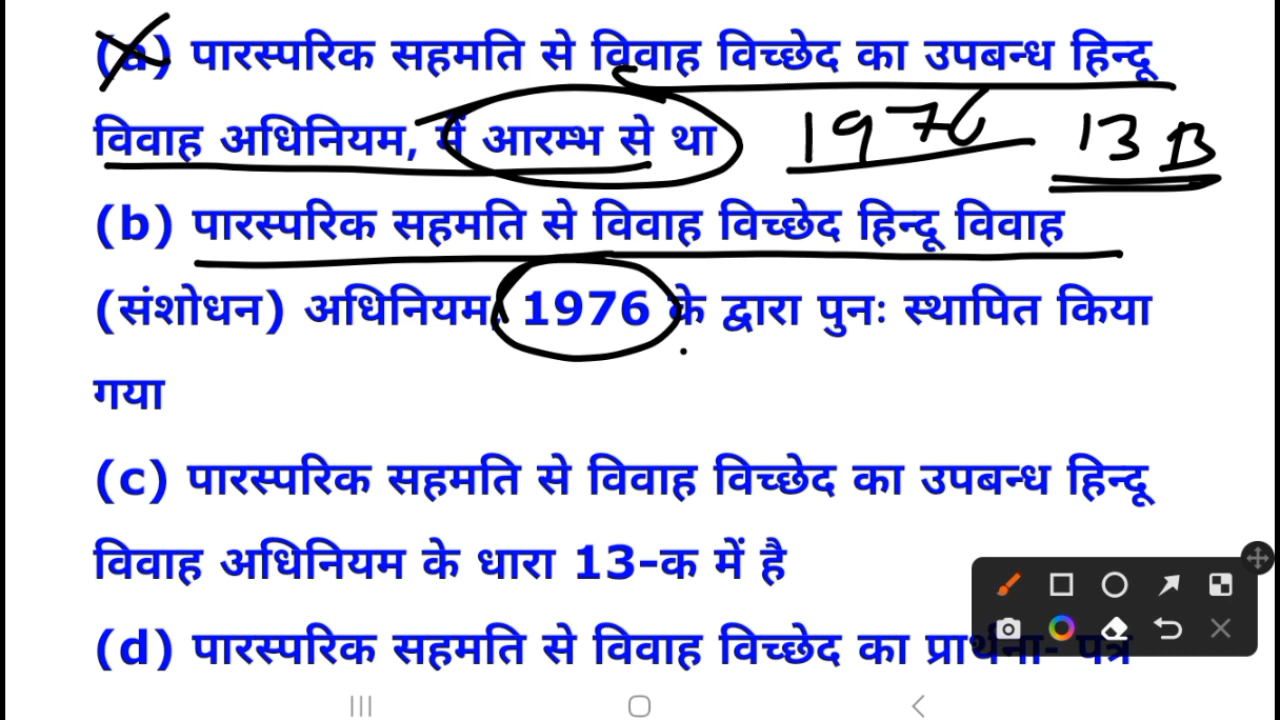 (a) पारस्परिक सहमति से विवाह विच्छेद का उपबन्ध हिन्दू
विवाह अधिनियम, में आरम्भ से था 1976 13 B
(b) पारस्परिक सहमति से विवाह विच्छेद हिन्दू विवाह
(संशोधन) अधिनियम, 1976 के द्वारा पुनः स्थापित किया
गया
(c) पारस्परिक सहमति से विवाह विच्छेद का उपबन्ध हिन्दू
विवाह अधिनियम के धारा 13-क में है
(d) पारस्परिक सहमति से विवाह विच्छेद का प्रार्थना- पत्र